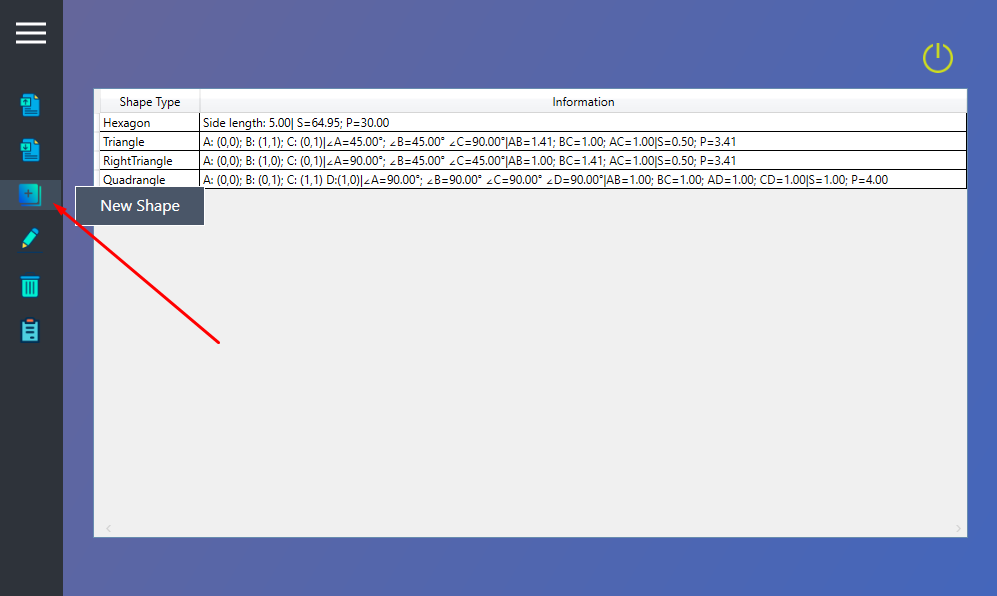 Shape Type Information
Hexagon Side length: 5.00| S=64.95; P=30.00
Triangle A: (0,0); B: (1,1); C: (0,1)|∠A=45.00°; ∠B=45.00° ∠C=90.00°|AB=1.41; BC=1.00; AC=1.00|S=0.50; P=3.41
RightTriangle A: (0,0); B: (1,0); C: (0,1)|∠A=90.00°; ∠B=45.00° ∠C=45.00°|AB=1.00; BC=1.41; AC=1.00|S=0.50; P=3.41
Quadrangle A: (0,0); B: (0,1); C: (1,1) D:(1,0)|∠A=90.00°; ∠B=90.00° ∠C=90.00° ∠D=90.00°|AB=1.00; BC=1.00; AD=1.00; CD=1.00|S=1.00; P=4.00
New Shape